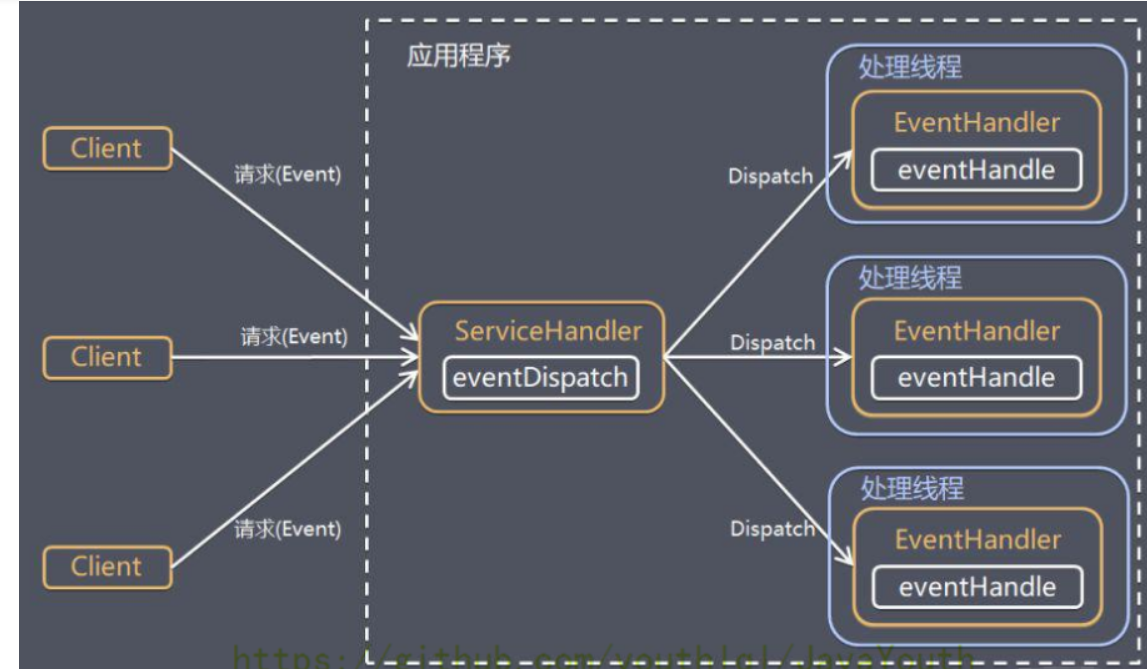 应用程序
处理线程
EventHandler
eventHandle
Client
请求(Event)
Dispatch
处理线程
ServiceHandler
eventDispatch
EventHandler
eventHandle
Client
请求(Event)
Dispatch
处理线程
EventHandler
eventHandle
Client
请求(Event)
Dispatch
https://github.com/youthlql/JavaYouth